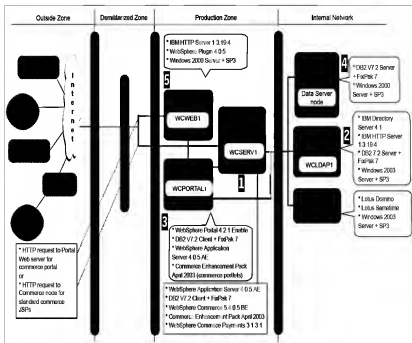 Outside Zone
Demilitarized Zone
Production Zone
Internal Network
Internet
* IBM HTTP Server 1 3.19.4
* WebSphere Plugin 4 0 5
* Windows 2000 Server + SP3
5
WCWEB1
WCSERV1
1
WCPORTAL1
3
4
Data Server
node
* DB2 V7.2 Server
+ FixPak 7
* Windows 2000
Server + SP3
2
WCLDAP1
* IBM Directory
Server 4 1
* IBM HTTP Server
1.3 19.4
* DB2 7 2 Server +
FixPak 7
* Windows 2003
Server + SP3
* Lotus Domino
* Lotus Sametime
* Windows 2003
Server + SP3
* HTTP request to Portal
Web server for
commerce portal
or
* HTTP request to
Commerce node for
standard commerce
JSPs
* WebSphere Portal 4 2 1 Enable
* DB2 V7.2 Client + FixPak 7
* WebSphere Application
Server 4 0 5 AE
* Commerce Enhancement Pack
April 2003 (commerce portlets)
* WebSphere Application Server 4 0 5 AE
* DB2 V7.2 Client + FixPak 7
* WebSphere Commerce 5.4 0 5 BE
* Commerce Enhancement Pack April 2003
* WebSphere Commerce Payments 3 1 3 1